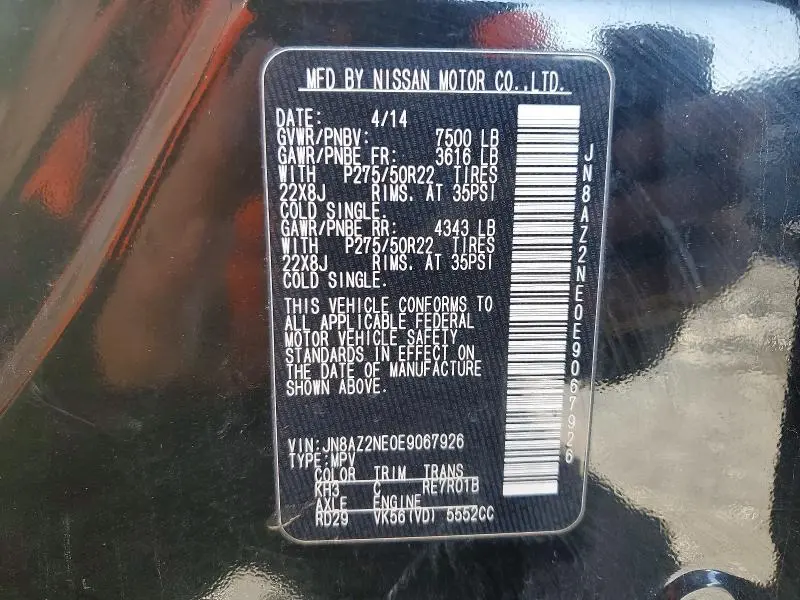 MFD BY NISSAN MOTOR CO.,LTD.
DATE: 4/14
GVWR/PNBV: 7500 LB
GAWR/PNBE FR: 3616 LB
WITH P275/50R22 TIRES
22X8J RIMS. AT 35PSI
COLD SINGLE.
GAWR/PNBE RR: 4343 LB
WITH P275/50R22 TIRES
22X8J RIMS. AT 35PSI
COLD SINGLE.
THIS VEHICLE CONFORMS TO
ALL APPLICABLE FEDERAL
MOTOR VEHICLE SAFETY
STANDARDS IN EFFECT ON
THE DATE OF MANUFACTURE
SHOWN ABOVE.
VIN:JN8AZ2NE0E9067926
TYPE:MPV
COLOR TRIM TRANS
KH3 C RE7R01B
AXLE ENGINE
RD29 VK56(VD) 5552CC
JN8AZ2NE0E9067926